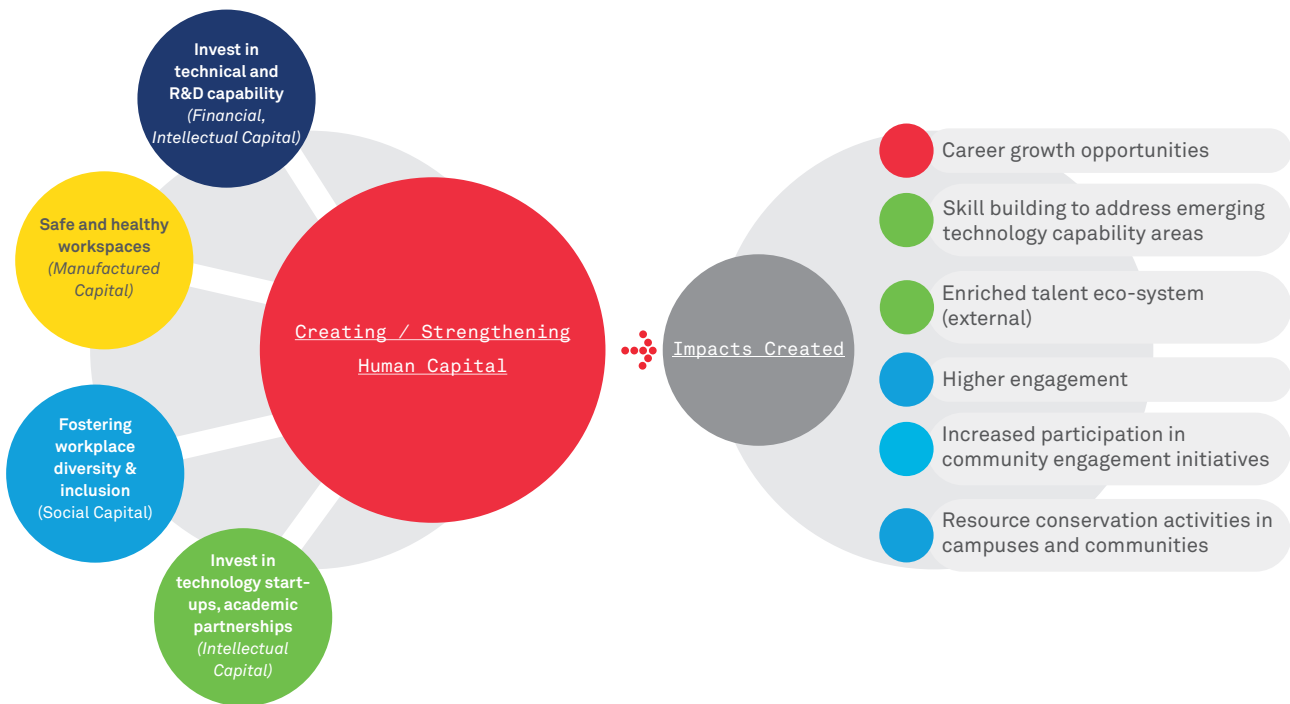 Invest in
technical and
R&D capability
(Financial,
Intellectual Capital)
Safe and healthy
workspaces
(Manufactured
Capital)
Fostering
workplace
diversity &
inclusion
(Social Capital)
Invest in
technology start-
ups, academic
partnerships
(Intellectual
Capital)
Creating / Strengthening
Human Capital
Impacts Created
Career growth opportunities
Skill building to address emerging
technology capability areas
Enriched talent eco-system
(external)
Higher engagement
Increased participation in
community engagement initiatives
Resource conservation activities in
campuses and communities